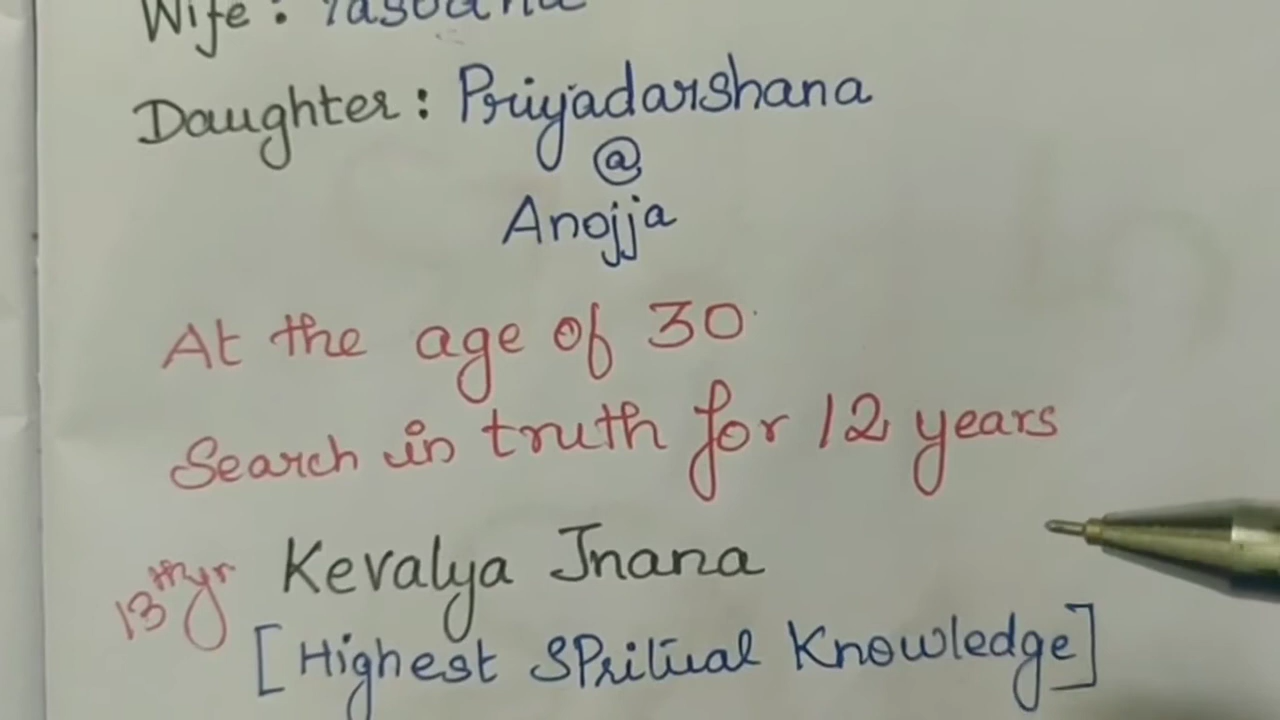 Wife :
Daughter : Priyadarshana
@
Anojja
At the age of 30
Search in truth for 12 years
13th yr Kevalya Jnana
[Highest SPritual Knowledge]